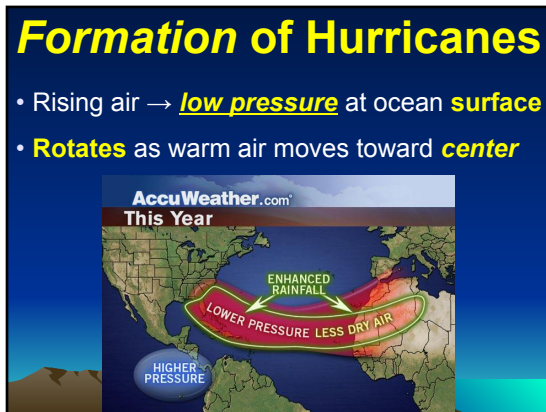 Formation of Hurricanes
• Rising air → low pressure at ocean surface
• Rotates as warm air moves toward center
AccuWeather.com®
This Year
ENHANCED
RAINFALL
LOWER PRESSURE LESS DRY AIR
HIGHER
PRESSURE